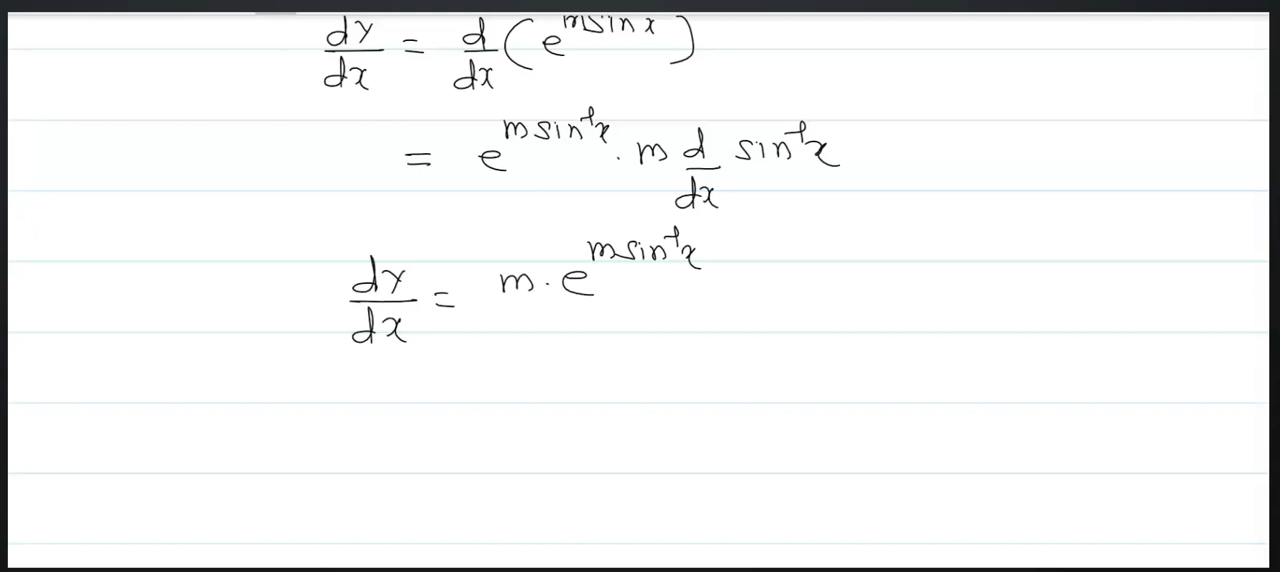 dy/dx = d/dx (e^{m sin x})
= e^{m sin⁻¹x} · m d/dx sin⁻¹x
dy/dx = m · e^{m sin⁻¹x}